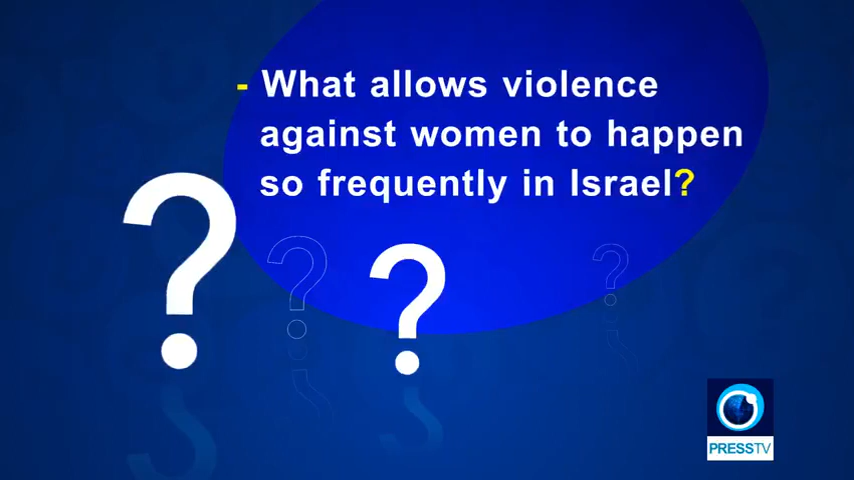 - What allows violence
against women to happen
so frequently in Israel?
?
?
?
?
PRESSTV